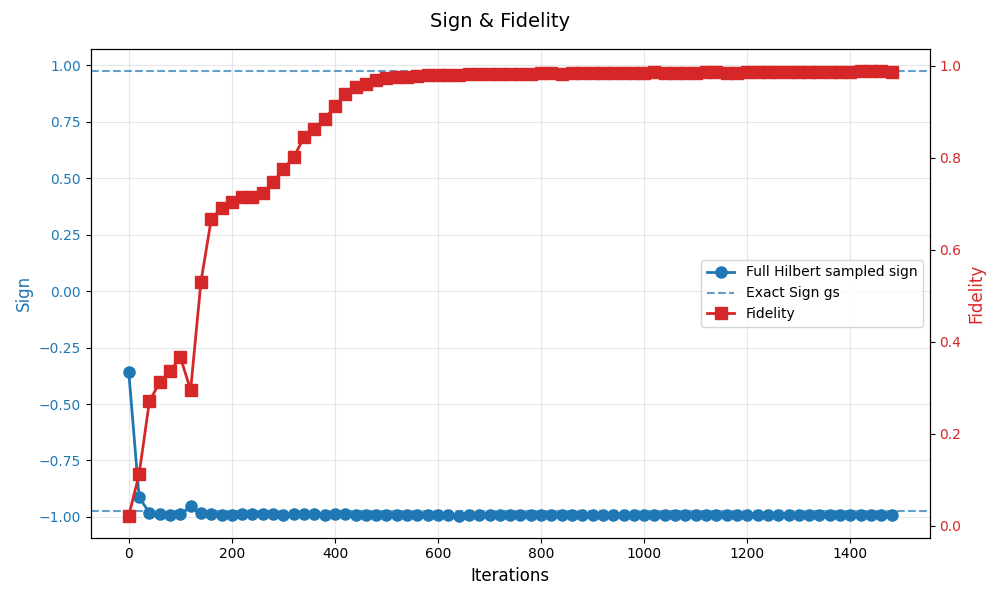 Sign & Fidelity
1.00
0.75
0.50
0.25
0.00
−0.25
−0.50
−0.75
−1.00
Sign
1.0
0.8
0.6
0.4
0.2
0.0
Fidelity
Full Hilbert sampled sign
Exact Sign gs
Fidelity
0 200 400 600 800 1000 1200 1400
Iterations